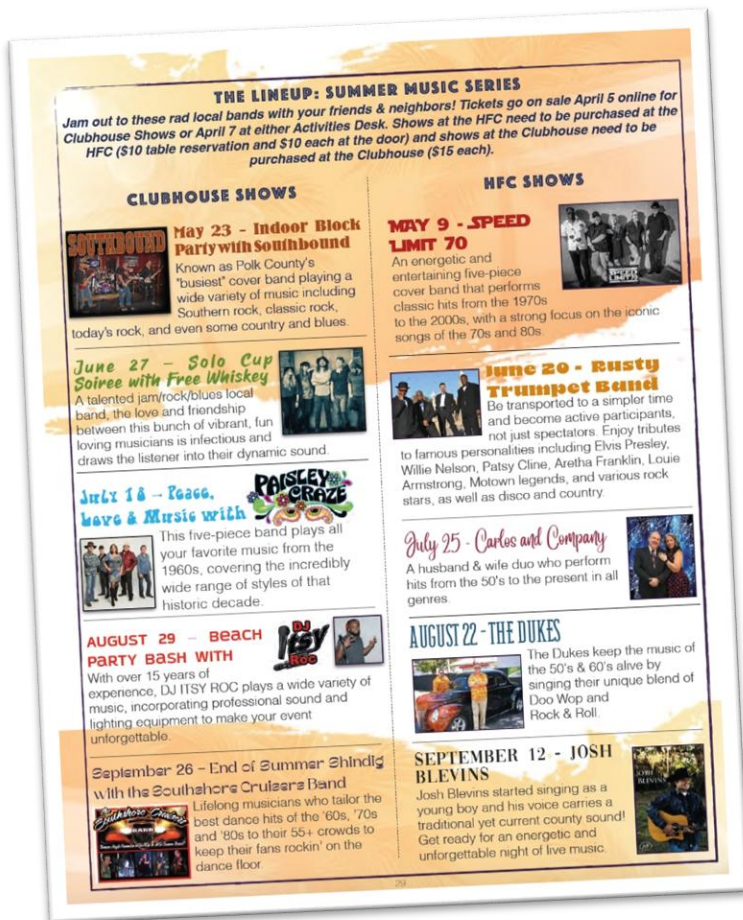 THE LINEUP: SUMMER MUSIC SERIES
Jam out to these rad local bands with your friends & neighbors! Tickets go on sale April 5 online for
Clubhouse Shows or April 7 at either Activities Desk. Shows at the HFC need to be purchased at the
HFC ($10 table reservation and $10 each at the door) and shows at the Clubhouse need to be
purchased at the Clubhouse ($15 each).
CLUBHOUSE SHOWS
SOUTHBOUND
May 23 - Indoor Block
Party with Southbound
Known as Polk County's
"busiest" cover band playing a
wide variety of music including
Southern rock, classic rock,
today's rock, and even some country and blues.
June 27 – Solo Cup
Soiree with Free Whiskey
A talented jam/rock/blues local
band, the love and friendship
between this bunch of vibrant, fun
loving musicians is infectious and
draws the listener into their dynamic sound.
July 18 – Peace,
Love & Music with
PAISLEY
CRAZE
This five-piece band plays all
your favorite music from the
1960s, covering the incredibly
wide range of styles of that
historic decade.
AUGUST 29 – BEACH
PARTY BASH WITH
DJ
ITSY
ROC
With over 15 years of
experience, DJ ITSY ROC plays a wide variety of
music, incorporating professional sound and
lighting equipment to make your event
unforgettable.
September 26 – End of Summer Shindig
with the Southshore Cruisers Band
Southshore Cruisers
BAND
Lifelong musicians who tailor the
best dance hits of the '60s, '70s
and '80s to their 55+ crowds to
keep their fans rockin' on the
dance floor.
HFC SHOWS
MAY 9 - SPEED
LIMIT 70
An energetic and
entertaining five-piece
cover band that performs
classic hits from the 1970s
to the 2000s, with a strong focus on the iconic
songs of the 70s and 80s.
June 20 - Rusty
Trumpet Band
Be transported to a simpler time
and become active participants,
not just spectators. Enjoy tributes
to famous personalities including Elvis Presley,
Willie Nelson, Patsy Cline, Aretha Franklin, Louie
Armstrong, Motown legends, and various rock
stars, as well as disco and country.
July 25 - Carlos and Company
A husband & wife duo who perform
hits from the 50's to the present in all
genres.
AUGUST 22 - THE DUKES
The Dukes keep the music of
the 50's & 60's alive by
singing their unique blend of
Doo Wop and
Rock & Roll.
SEPTEMBER 12 - JOSH
BLEVINS
JOSH
BLEVINS
Josh Blevins started singing as a
young boy and his voice carries a
traditional yet current county sound!
Get ready for an energetic and
unforgettable night of live music.
29